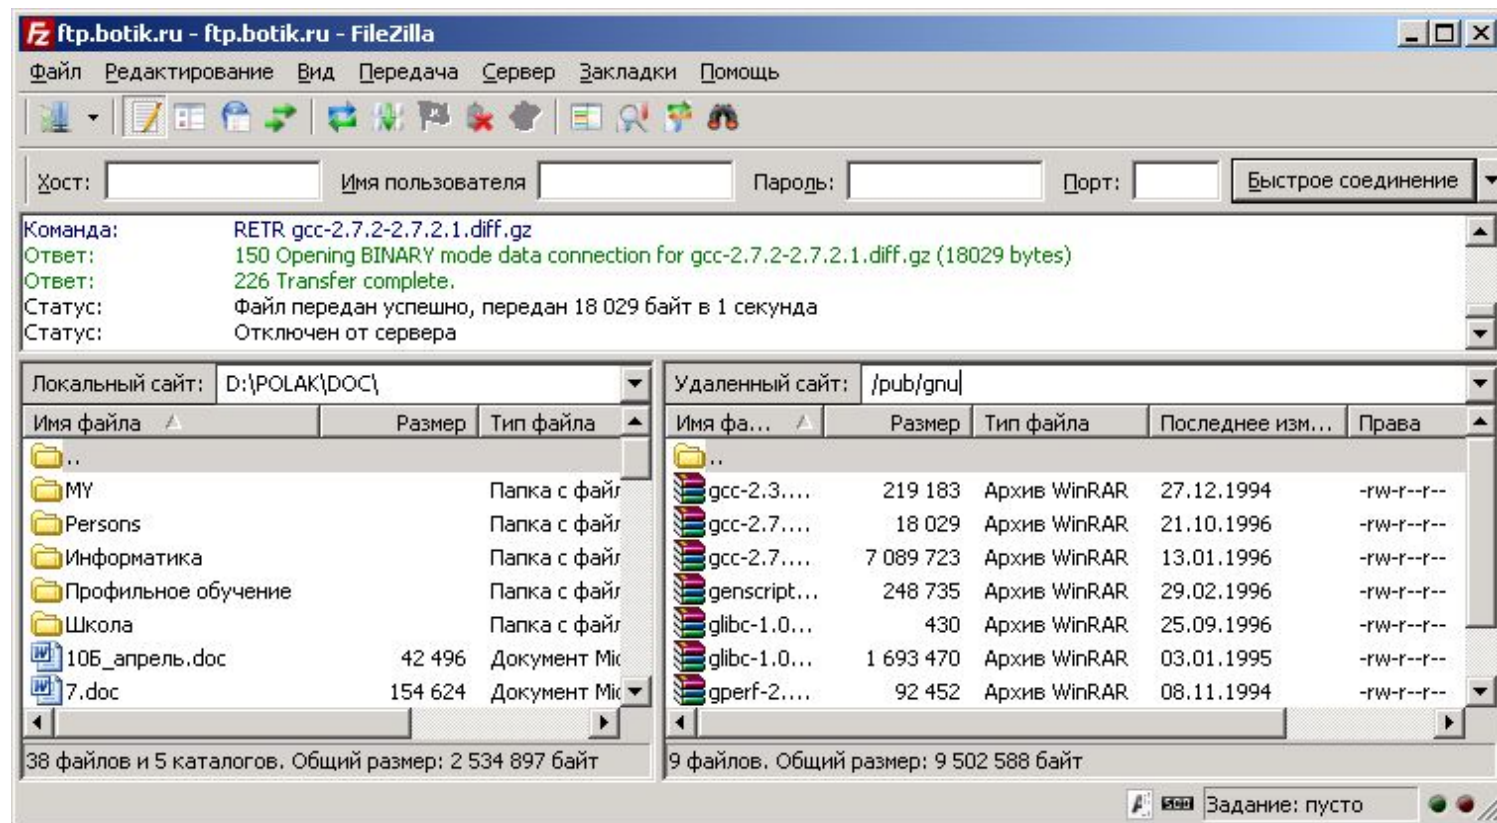 ftp.botik.ru - ftp.botik.ru - FileZilla
Файл Редактирование Вид Передача Сервер Закладки Помощь
Хост: Имя пользователя Пароль: Порт: Быстрое соединение
Команда: RETR gcc-2.7.2-2.7.2.1.diff.gz
Ответ: 150 Opening BINARY mode data connection for gcc-2.7.2-2.7.2.1.diff.gz (18029 bytes)
Ответ: 226 Transfer complete.
Статус: Файл передан успешно, передан 18 029 байт в 1 секунда
Статус: Отключен от сервера
Локальный сайт: D:\POLAK\DOC\
Имя файла Размер Тип файла
..
MY Папка с файл
Persons Папка с файл
Информатика Папка с файл
Профильное обучение Папка с файл
Школа Папка с файл
10Б_апрель.doc 42 496 Документ Mic
7.doc 154 624 Документ Mic
38 файлов и 5 каталогов. Общий размер: 2 534 897 байт
Удаленный сайт: /pub/gnu
Имя фа... Размер Тип файла Последнее изм... Права
..
gcc-2.3.... 219 183 Архив WinRAR 27.12.1994 -rw-r--r--
gcc-2.7.... 18 029 Архив WinRAR 21.10.1996 -rw-r--r--
gcc-2.7.... 7 089 723 Архив WinRAR 13.01.1996 -rw-r--r--
genscript... 248 735 Архив WinRAR 29.02.1996 -rw-r--r--
glibc-1.0... 430 Архив WinRAR 25.09.1996 -rw-r--r--
glibc-1.0... 1 693 470 Архив WinRAR 03.01.1995 -rw-r--r--
gperf-2.... 92 452 Архив WinRAR 08.11.1994 -rw-r--r--
9 файлов. Общий размер: 9 502 588 байт
Задание: пусто